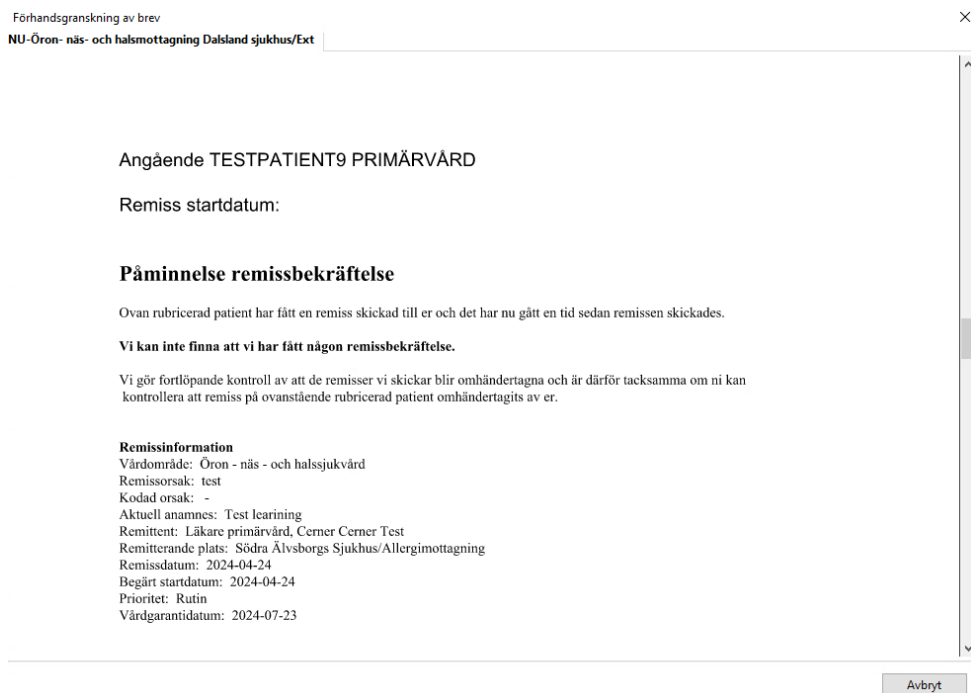 Förhandsgranskning av brev
NU-Öron- näs- och halsmottagning Dalsland sjukhus/Ext
Angående TESTPATIENT9 PRIMÄRVÅRD
Remiss startdatum:
Påminnelse remissbekräftelse
Ovan rubricerad patient har fått en remiss skickad till er och det har nu gått en tid sedan remissen skickades.
Vi kan inte finna att vi har fått någon remissbekräftelse.
Vi gör fortlöpande kontroll av att de remisser vi skickar blir omhändertagna och är därför tacksamma om ni kan
kontrollera att remiss på ovanstående rubricerad patient omhändertagits av er.
Remissinformation
Vårdområde: Öron - näs - och halssjukvård
Remissorsak: test
Kodad orsak: -
Aktuell anamnes: Test learining
Remittent: Läkare primärvård, Cerner Cerner Test
Remitterande plats: Södra Älvsborgs Sjukhus/Allergimottagning
Remissdatum: 2024-04-24
Begärt startdatum: 2024-04-24
Prioritet: Rutin
Vårdgarantidatum: 2024-07-23
Avbryt